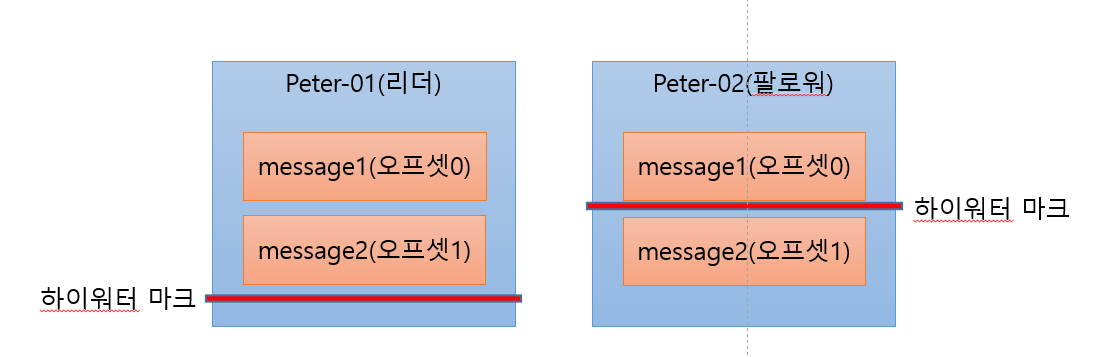 Peter-01(리더)
message1(오프셋0)
message2(오프셋1)
하이워터 마크
Peter-02(팔로워)
message1(오프셋0)
하이워터 마크
message2(오프셋1)